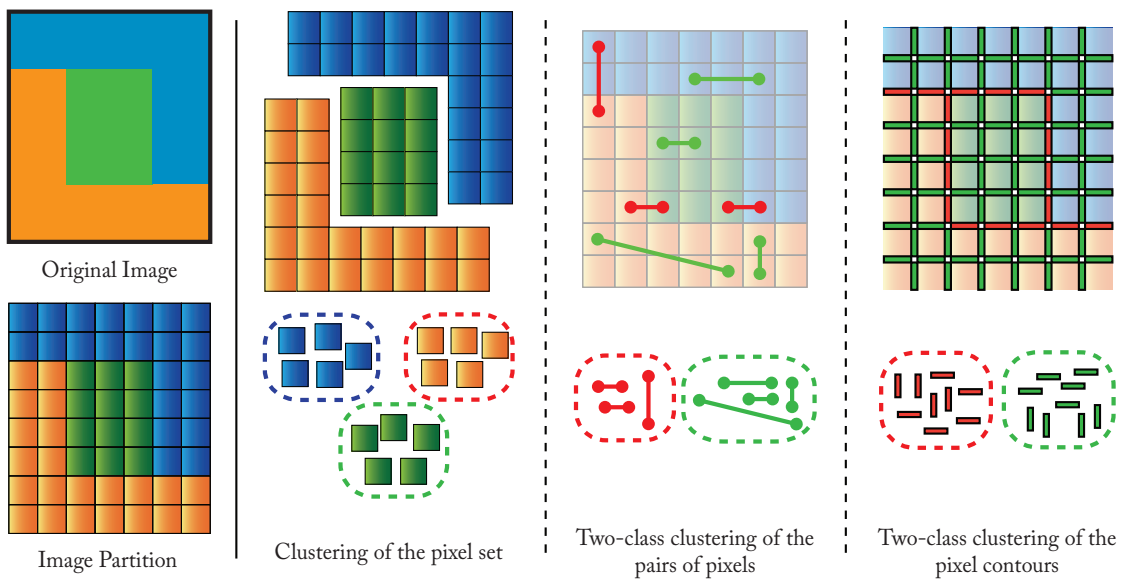 Original Image
Image Partition
Clustering of the pixel set
Two-class clustering of the
pairs of pixels
Two-class clustering of the
pixel contours